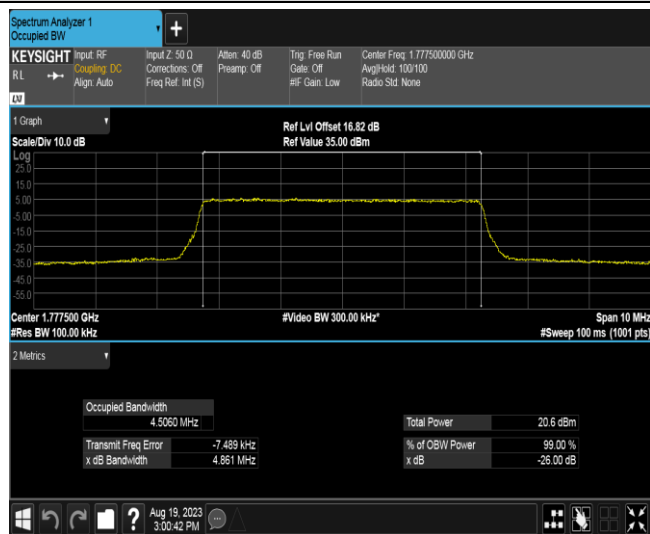 Spectrum Analyzer 1
Occupied BW
+
KEYSIGHT Input: RF Input Z: 50 Ω Atten: 40 dB Trig: Free Run Center Freq: 1.777500000 GHz
RL Coupling: DC Corrections: Off Preamp: Off Gate: Off Avg|Hold: 100/100
Align: Auto Freq Ref: Int (S) #IF Gain: Low Radio Std: None
LXI
1 Graph
Ref Lvl Offset 16.82 dB
Scale/Div 10.0 dB Ref Value 35.00 dBm
Log
25.0
15.0
5.00
-5.00
-15.0
-25.0
-35.0
-45.0
-55.0
Center 1.777500 GHz #Video BW 300.00 kHz* Span 10 MHz
#Res BW 100.00 kHz #Sweep 100 ms (1001 pts)
2 Metrics
Occupied Bandwidth
4.5060 MHz Total Power 20.6 dBm
Transmit Freq Error -7.489 kHz % of OBW Power 99.00 %
x dB Bandwidth 4.861 MHz x dB -26.00 dB
? Aug 19, 2023
3:00:42 PM